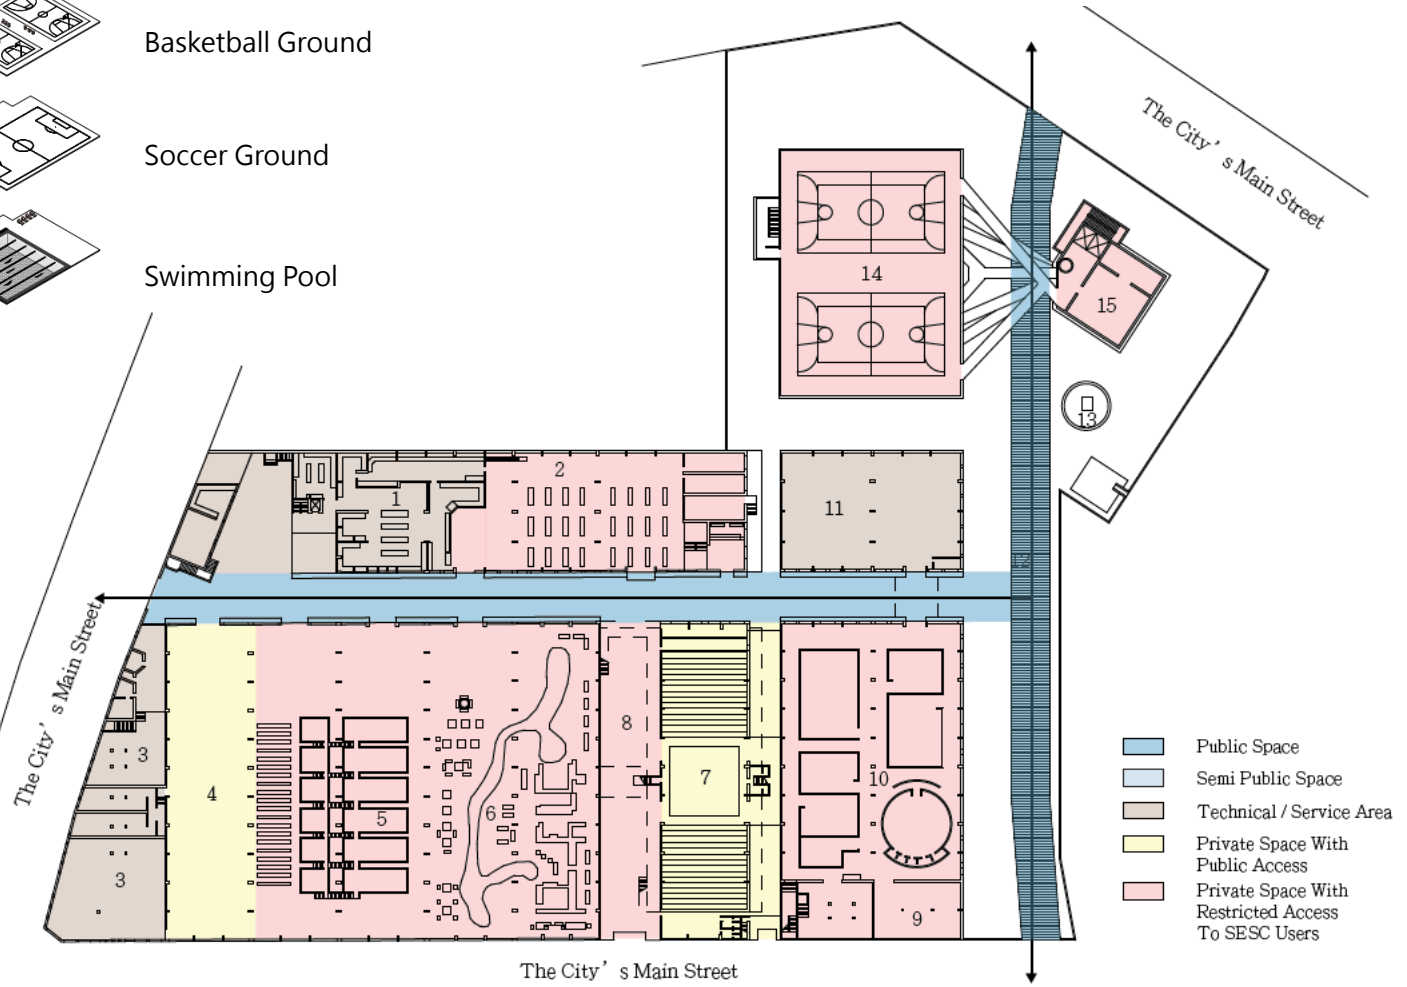 Basketball Ground
Soccer Ground
Swimming Pool
The City's Main Street
14
15
13
2
1
11
12
The City's Main Street
8
7
10
4
3
5
6
3
9
Public Space
Semi Public Space
Technical / Service Area
Private Space With
Public Access
Private Space With
Restricted Access
To SESC Users
The City's Main Street